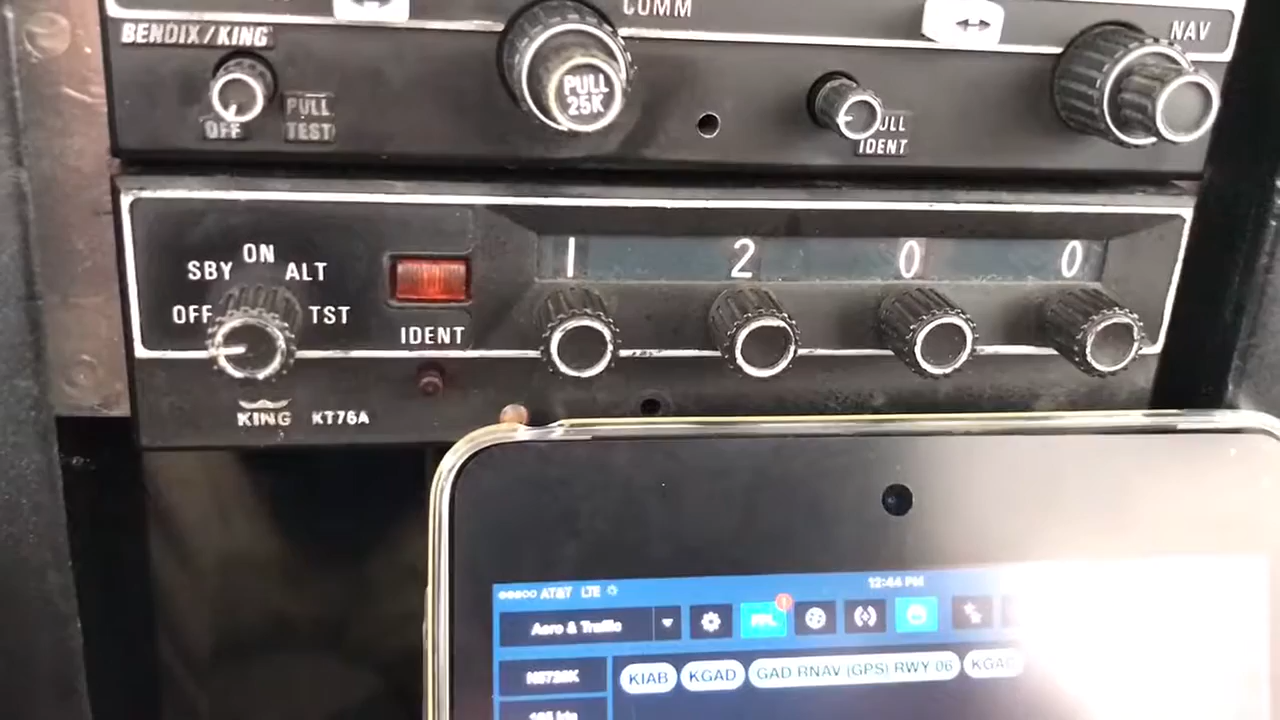 COMM
NAV
BENDIX/KING
PULL 25K
OFF
PULL TEST
IDENT
SBY ON ALT
OFF TST
IDENT
1 2 0 0
KING KT76A
AT&T LTE 12:44 PM
Aero & Traffic
FPL
KIAB KGAD GAD RNAV (GPS) RWY 06